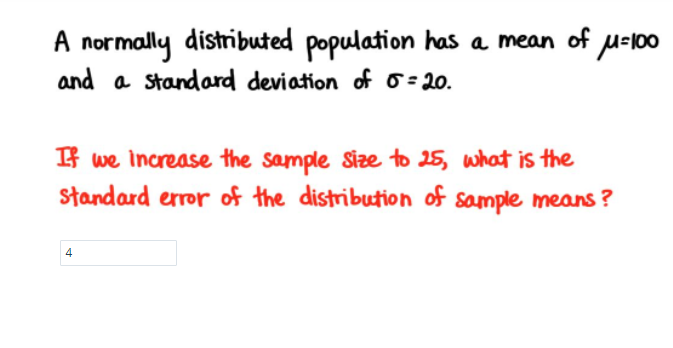 A normally distributed population has a mean of μ=100
and a standard deviation of σ=20.
If we increase the sample size to 25, what is the
standard error of the distribution of sample means?
4